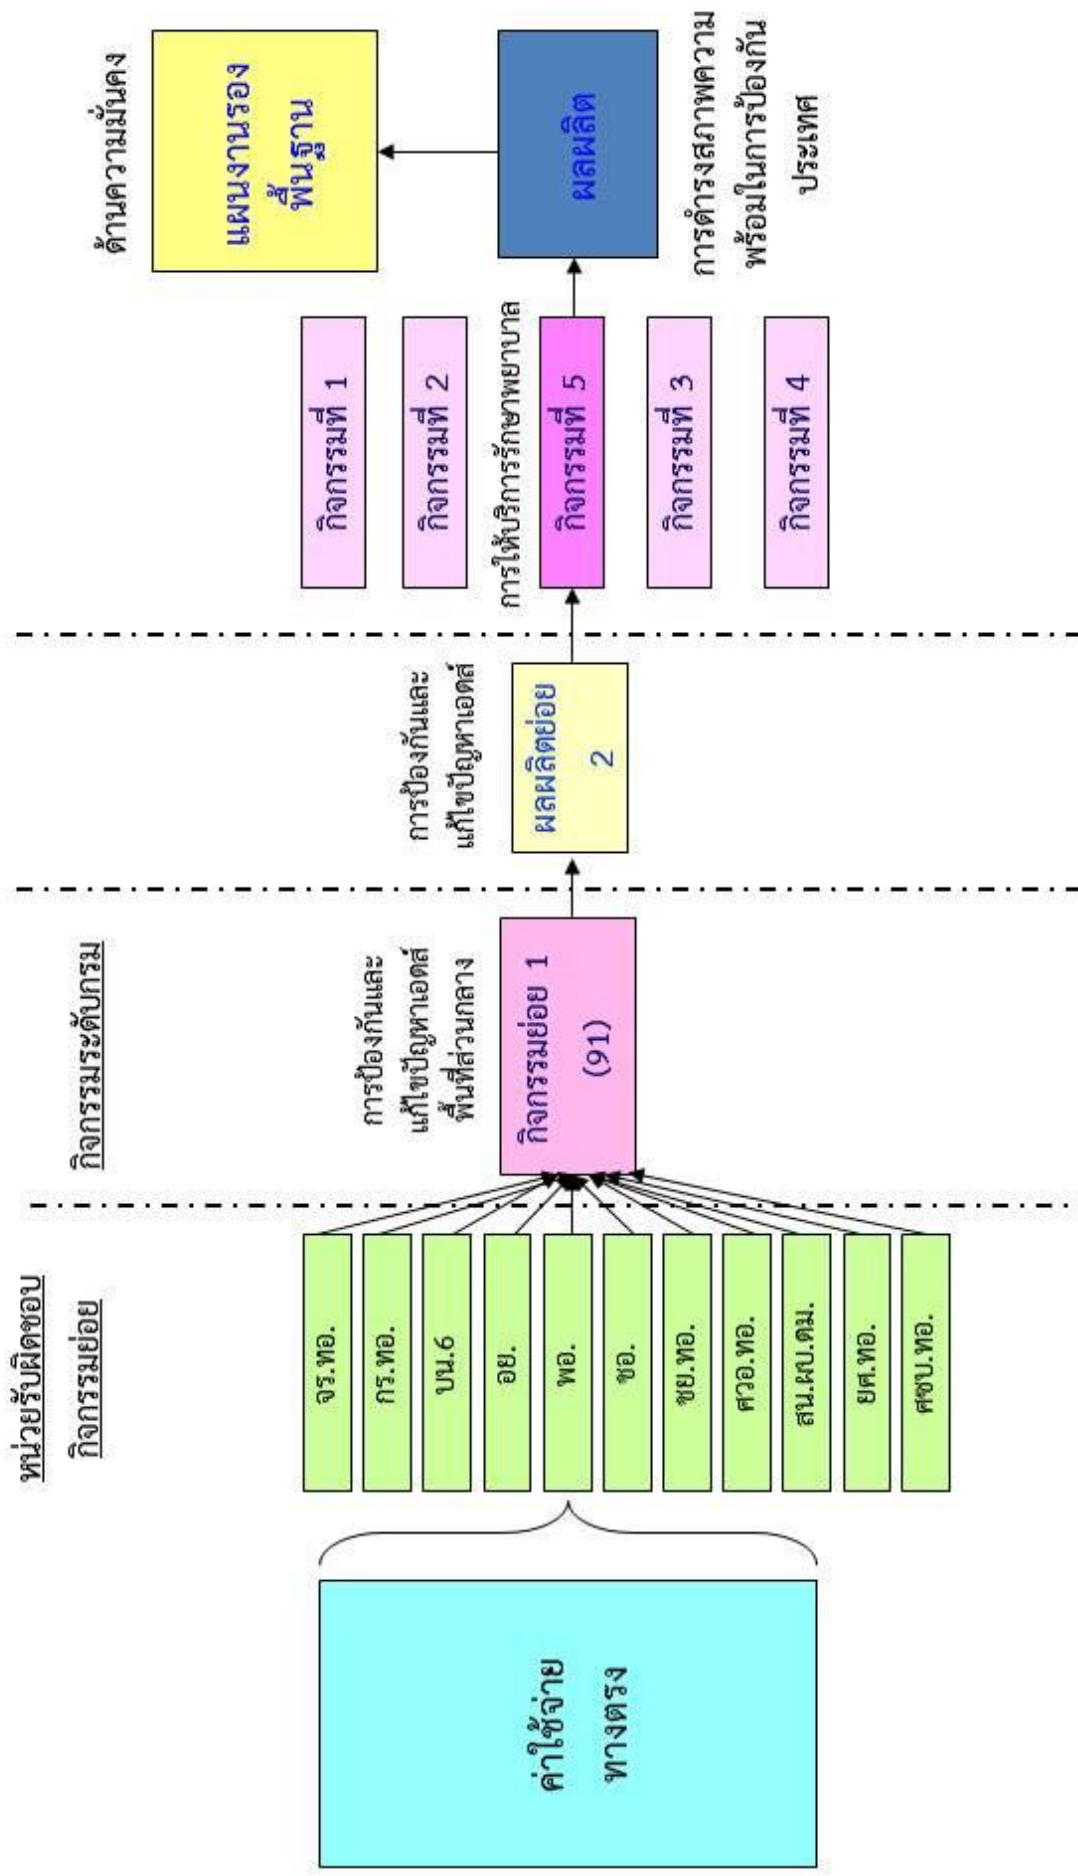 หน่วยรับผิดชอบ
กิจกรรมย่อย
กิจกรรมระดับกรม
ค่าใช้จ่าย
ทางตรง
จร.ทอ.
กร.ทอ.
บน.6
อย.
พอ.
ชอ.
ชย.ทอ.
ศวอ.ทอ.
สน.ผบ.ดม.
ยศ.ทอ.
ศซบ.ทอ.
การป้องกันและ
แก้ไขปัญหาเอดส์
พื้นที่ส่วนกลาง
กิจกรรมย่อย 1
(91)
การป้องกันและ
แก้ไขปัญหาเอดส์
ผลผลิตย่อย
2
กิจกรรมที่ 1
กิจกรรมที่ 2
การให้บริการรักษาพยาบาล
กิจกรรมที่ 5
กิจกรรมที่ 3
กิจกรรมที่ 4
ด้านความมั่นคง
แผนงานรอง
พื้นฐาน
ผลผลิต
การดำรงสภาพความ
พร้อมในการป้องกัน
ประเทศ